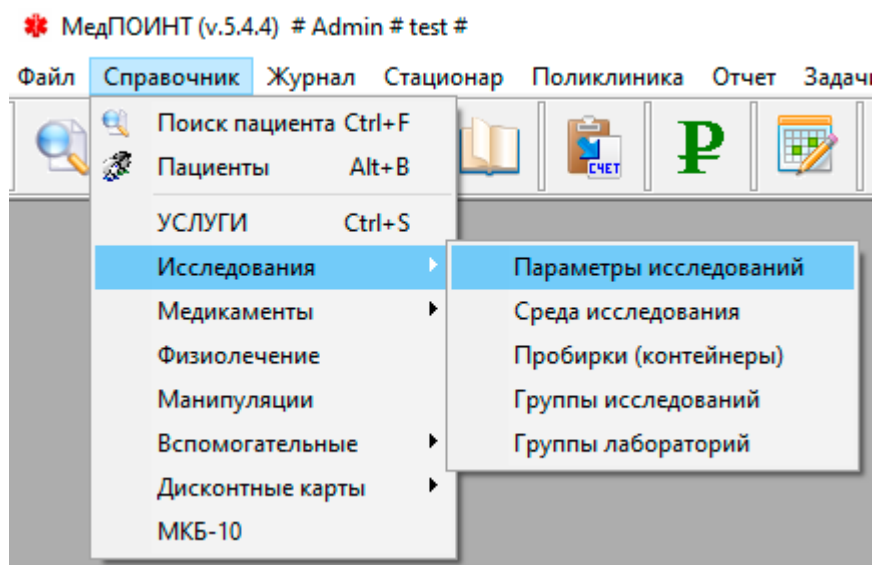 МедПОИНТ (v.5.4.4) # Admin # test #
Файл Справочник Журнал Стационар Поликлиника Отчет
СЧЕТ
Поиск пациента Ctrl+F
Пациенты Alt+B
УСЛУГИ Ctrl+S
Исследования
Параметры исследований
Медикаменты
Среда исследования
Физиолечение
Пробирки (контейнеры)
Манипуляции
Группы исследований
Вспомогательные
Группы лабораторий
Дисконтные карты
МКБ-10